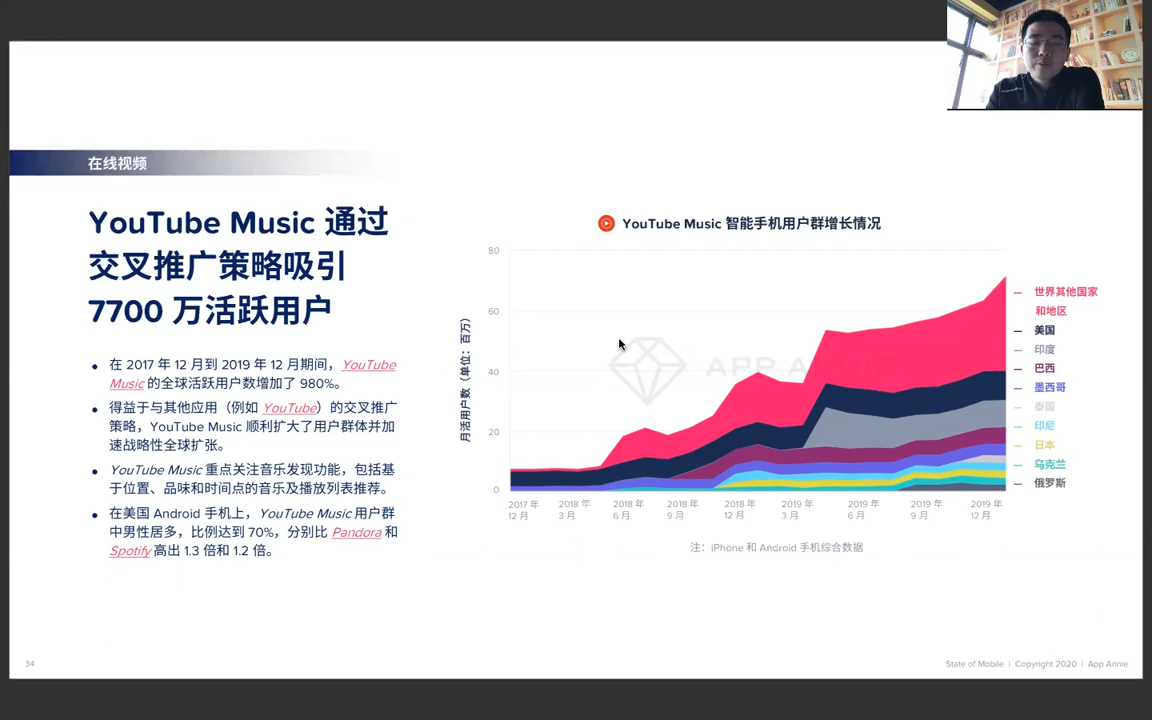 在线视频
YouTube Music 通过
交叉推广策略吸引
7700 万活跃用户
在 2017 年 12 月到 2019 年 12 月期间，YouTube
Music 的全球活跃用户数增加了 980%。
得益于与其他应用（例如 YouTube）的交叉推广
策略，YouTube Music 顺利扩大了用户群体并加
速战略性全球扩张。
YouTube Music 重点关注音乐发现功能，包括基
于位置、品味和时间点的音乐及播放列表推荐。
在美国 Android 手机上，YouTube Music 用户群
中男性居多，比例达到 70%，分别比 Pandora 和
Spotify 高出 1.3 倍和 1.2 倍。
YouTube Music 智能手机用户群增长情况
月活用户数（单位：百万）
80
60
40
20
0
APP ANNIE
2017 年
12 月
2018 年
3 月
2018 年
6 月
2018 年
9 月
2018 年
12 月
2019 年
3 月
2019 年
6 月
2019 年
9 月
2019 年
12 月
世界其他国家
和地区
美国
印度
巴西
墨西哥
泰国
印尼
日本
乌克兰
俄罗斯
注：iPhone 和 Android 手机综合数据
34
State of Mobile | Copyright 2020 | App Annie